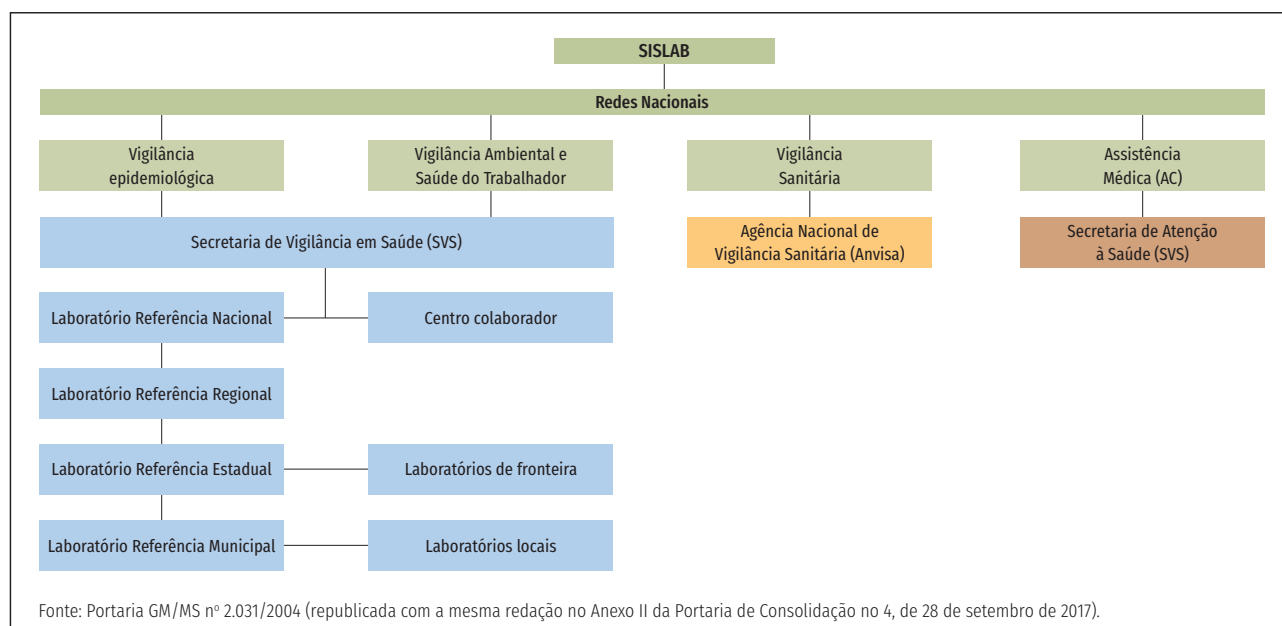 SISLAB
Redes Nacionais
Vigilância
epidemiológica
Vigilância Ambiental e
Saúde do Trabalhador
Vigilância
Sanitária
Assistência
Médica (AC)
Secretaria de Vigilância em Saúde (SVS)
Agência Nacional de
Vigilância Sanitária (Anvisa)
Secretaria de Atenção
à Saúde (SVS)
Laboratório Referência Nacional
Centro colaborador
Laboratório Referência Regional
Laboratório Referência Estadual
Laboratórios de fronteira
Laboratório Referência Municipal
Laboratórios locais
Fonte: Portaria GM/MS nº 2.031/2004 (republicada com a mesma redação no Anexo II da Portaria de Consolidação no 4, de 28 de setembro de 2017).